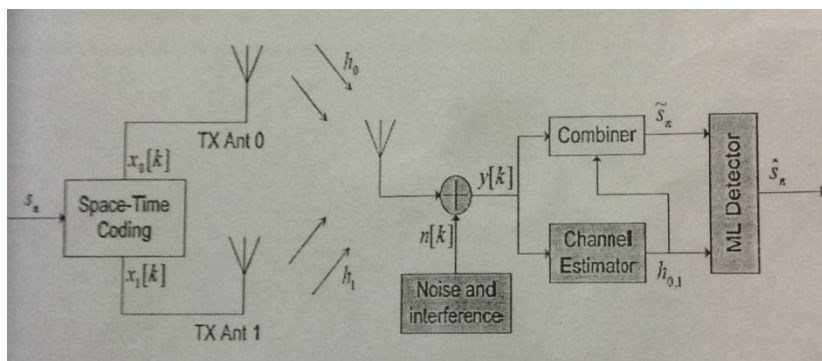 h₀
TX Ant 0
x₀[k]
sₙ
Space-Time
Coding
x₁[k]
TX Ant 1
h₁
y[k]
n[k]
Noise and
interference
Combiner
s̃ₙ
Channel
Estimator
h₀,₁
ML Detector
ŝₙ